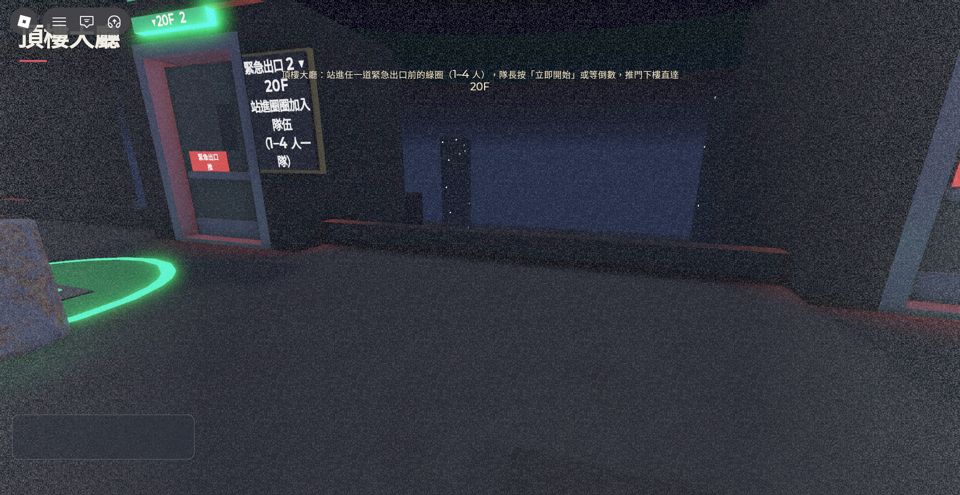 ▼20F 2
頂樓大廳
緊急出口 2 ▼
20F
站進圈圈加入
隊伍
(1–4 人一
隊)
頂樓大廳：站進任一道緊急出口前的綠圈（1–4 人），隊長按「立即開始」或等倒數，推門下樓直達
20F
緊急出口